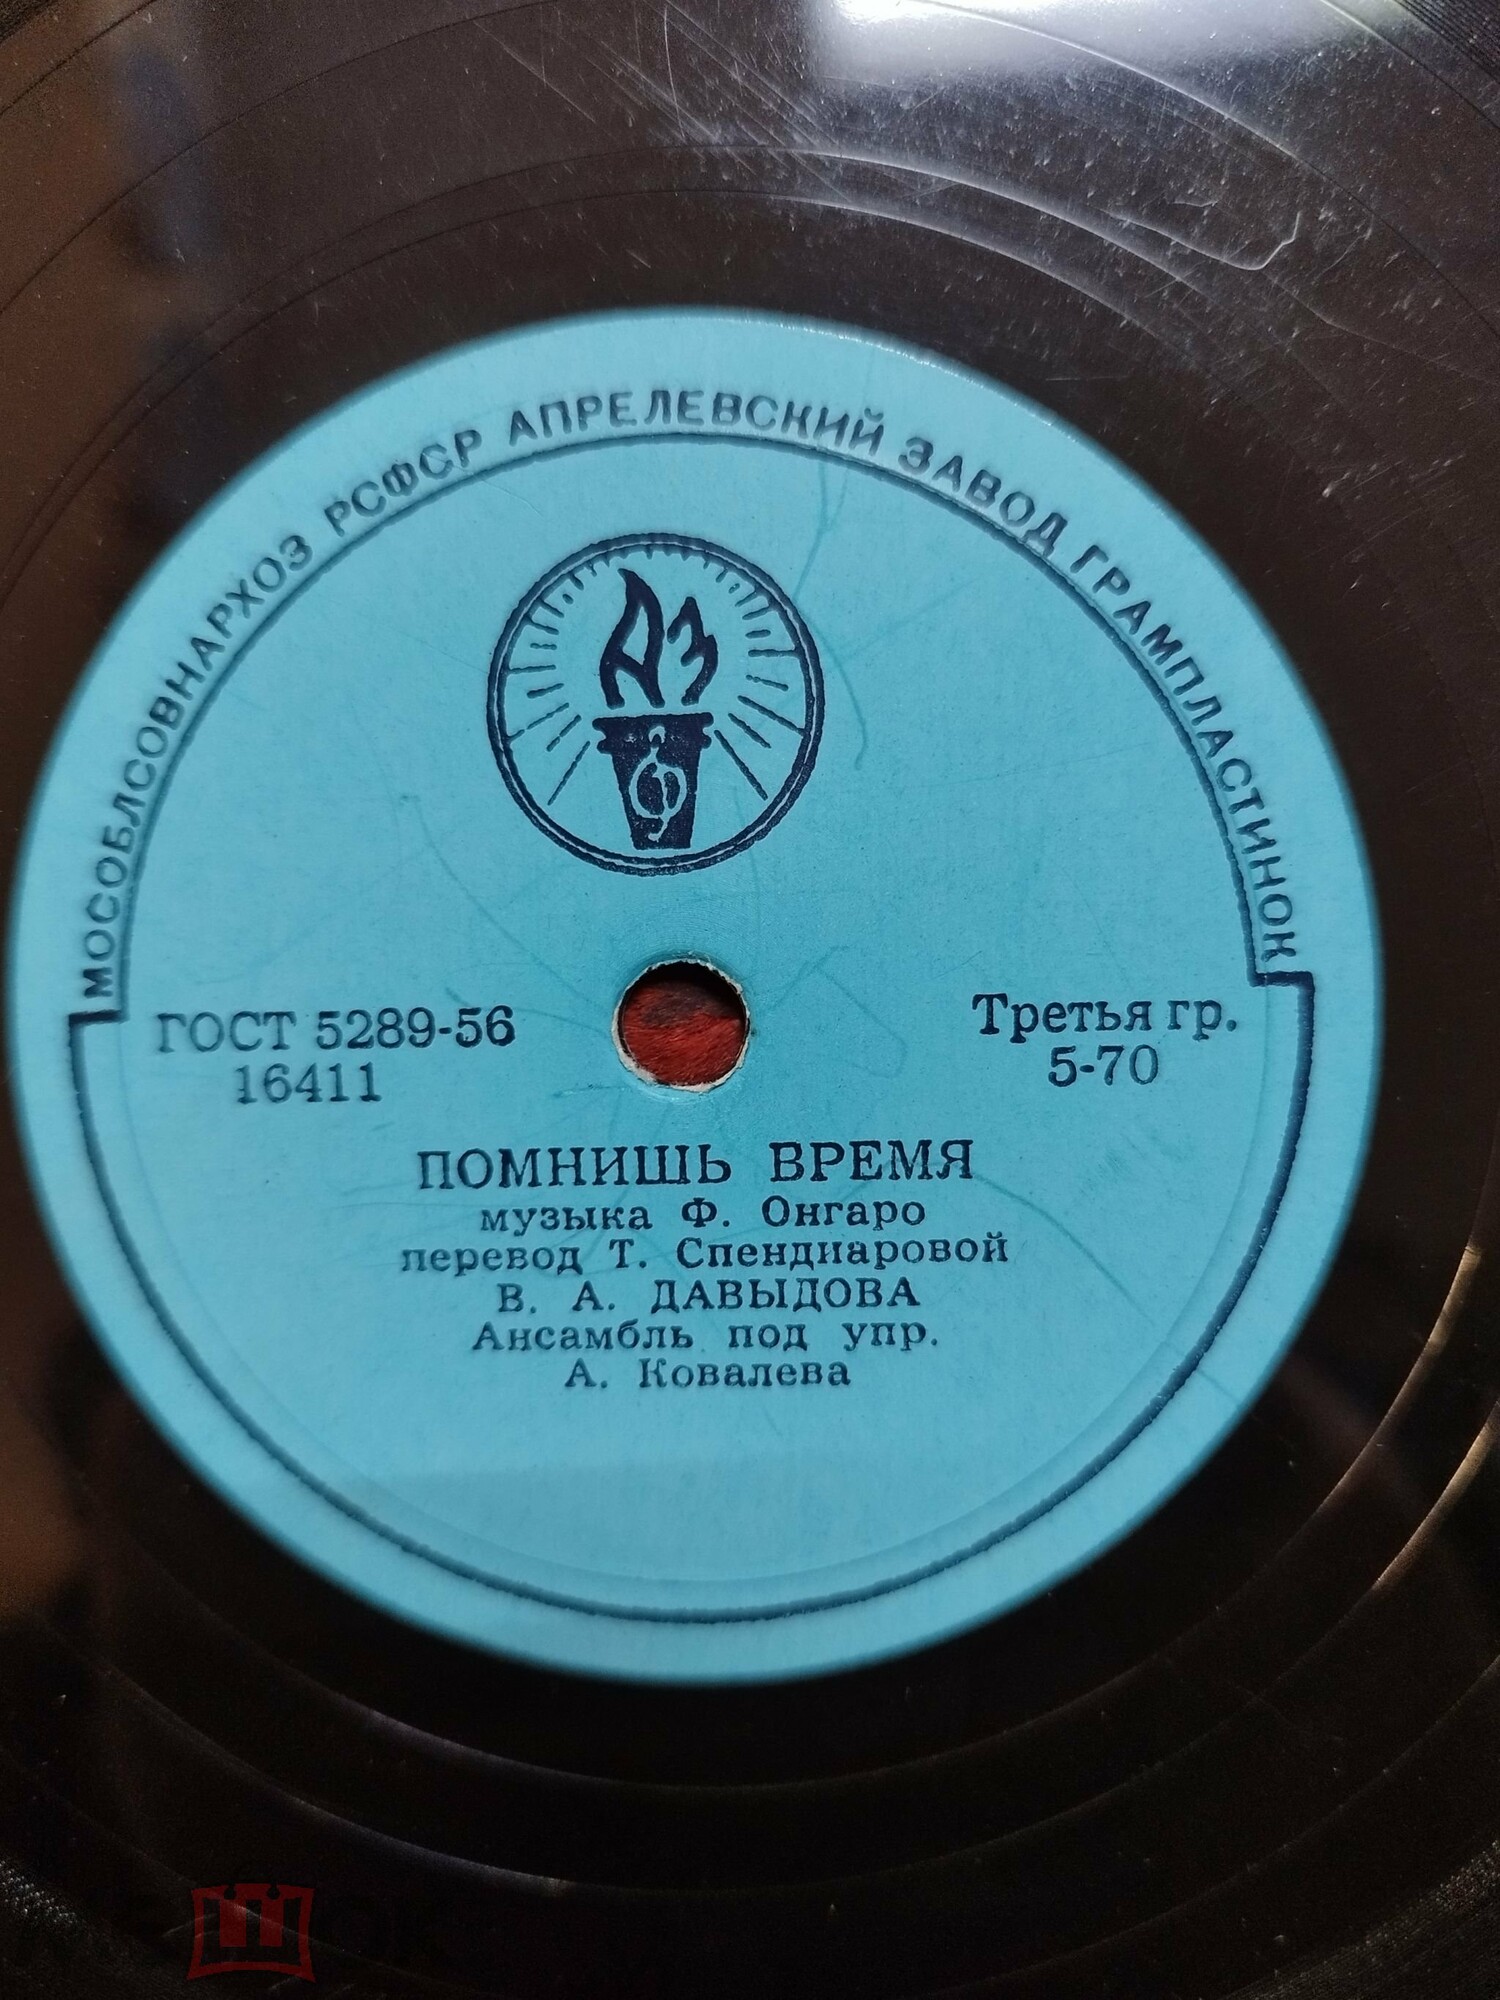 МОСОБЛСОВНАРХОЗ РСФСР АПРЕЛЕВСКИЙ ЗАВОД ГРАМПЛАСТИНОК
АЗ
ГОСТ 5289-56
16411
Третья гр.
5-70
ПОМНИШЬ ВРЕМЯ
музыка Ф. Онгаро
перевод Т. Спендиаровой
В. А. ДАВЫДОВА
Ансамбль под упр.
А. Ковалева